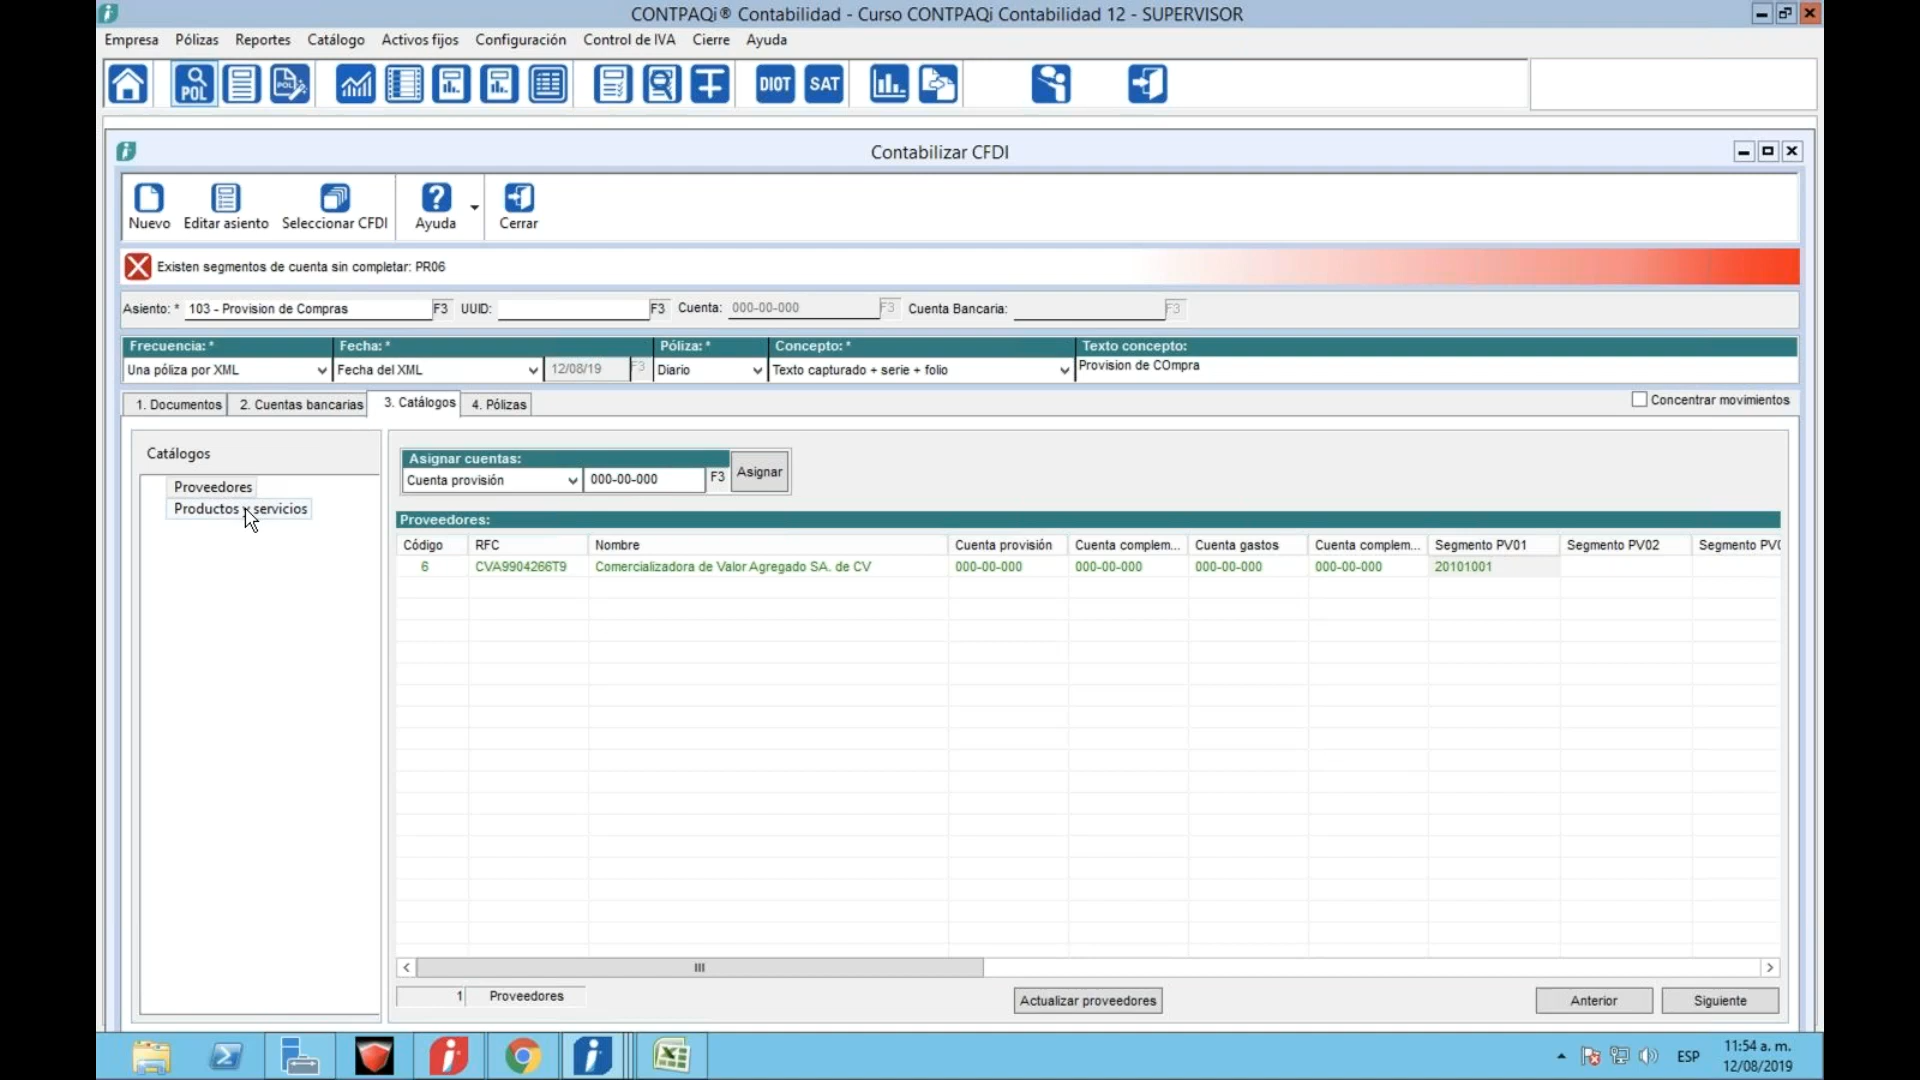 CONTPAQi® Contabilidad - Curso CONTPAQi Contabilidad 12 - SUPERVISOR
Empresa Pólizas Reportes Catálogo Activos fijos Configuración Control de IVA Cierre Ayuda
POL POL DIOT SAT
Contabilizar CFDI
Nuevo Editar asiento Seleccionar CFDI Ayuda Cerrar
Existen segmentos de cuenta sin completar: PR06
Asiento: * 103 - Provision de Compras F3 UUID: F3 Cuenta: 000-00-000 F3 Cuenta Bancaria: F3
Frecuencia: * Fecha: * Póliza: * Concepto: * Texto concepto:
Una póliza por XML Fecha del XML 12/08/19 F3 Diario Texto capturado + serie + folio Provision de COmpra
1. Documentos 2. Cuentas bancarias 3. Catálogos 4. Pólizas Concentrar movimientos
Catálogos
Proveedores
Productos y servicios
Asignar cuentas:
Cuenta provisión 000-00-000 F3 Asignar
Proveedores:
Código RFC Nombre Cuenta provisión Cuenta complem... Cuenta gastos Cuenta complem... Segmento PV01 Segmento PV02 Segmento PV0
6 CVA9904266T9 Comercializadora de Valor Agregado SA. de CV 000-00-000 000-00-000 000-00-000 000-00-000 20101001
1 Proveedores Actualizar proveedores Anterior Siguiente
ESP 11:54 a. m.
12/08/2019